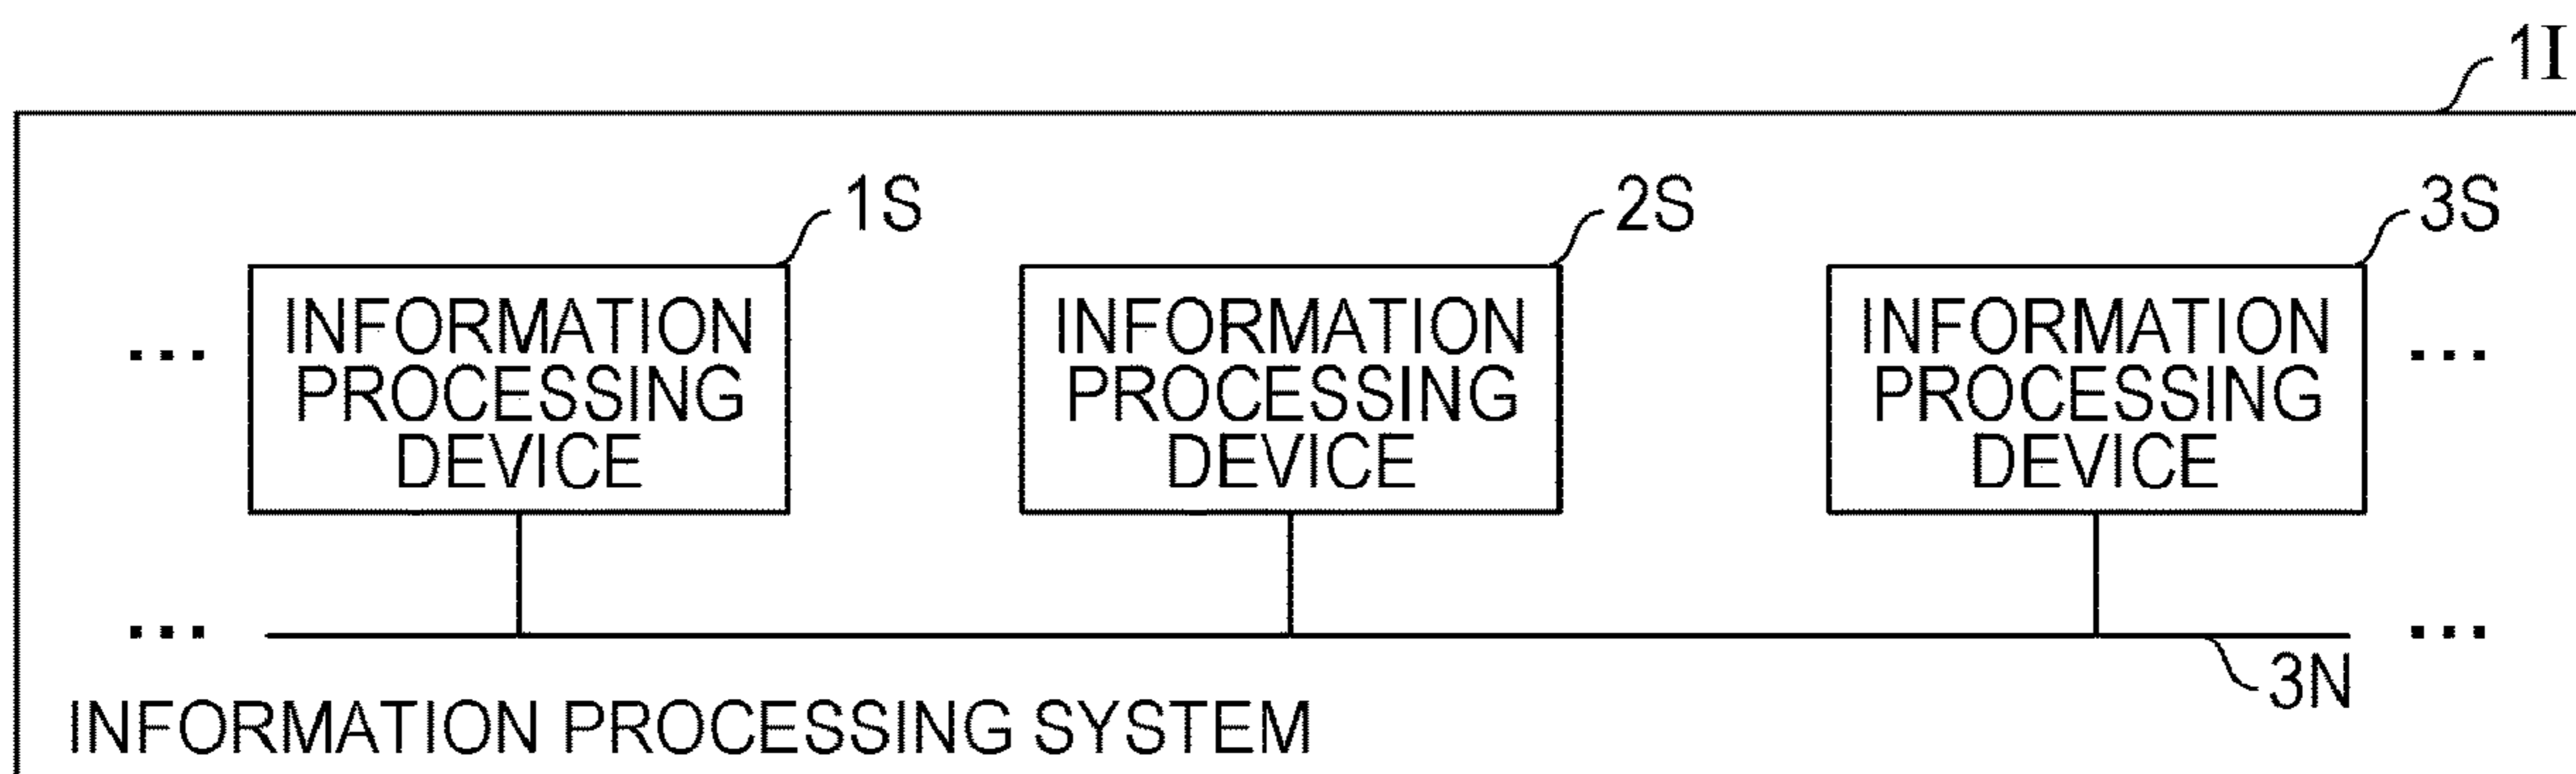 1I
1S
2S
3S
INFORMATION
PROCESSING
DEVICE
INFORMATION
PROCESSING
DEVICE
INFORMATION
PROCESSING
DEVICE
...
...
...
...
3N
INFORMATION PROCESSING SYSTEM